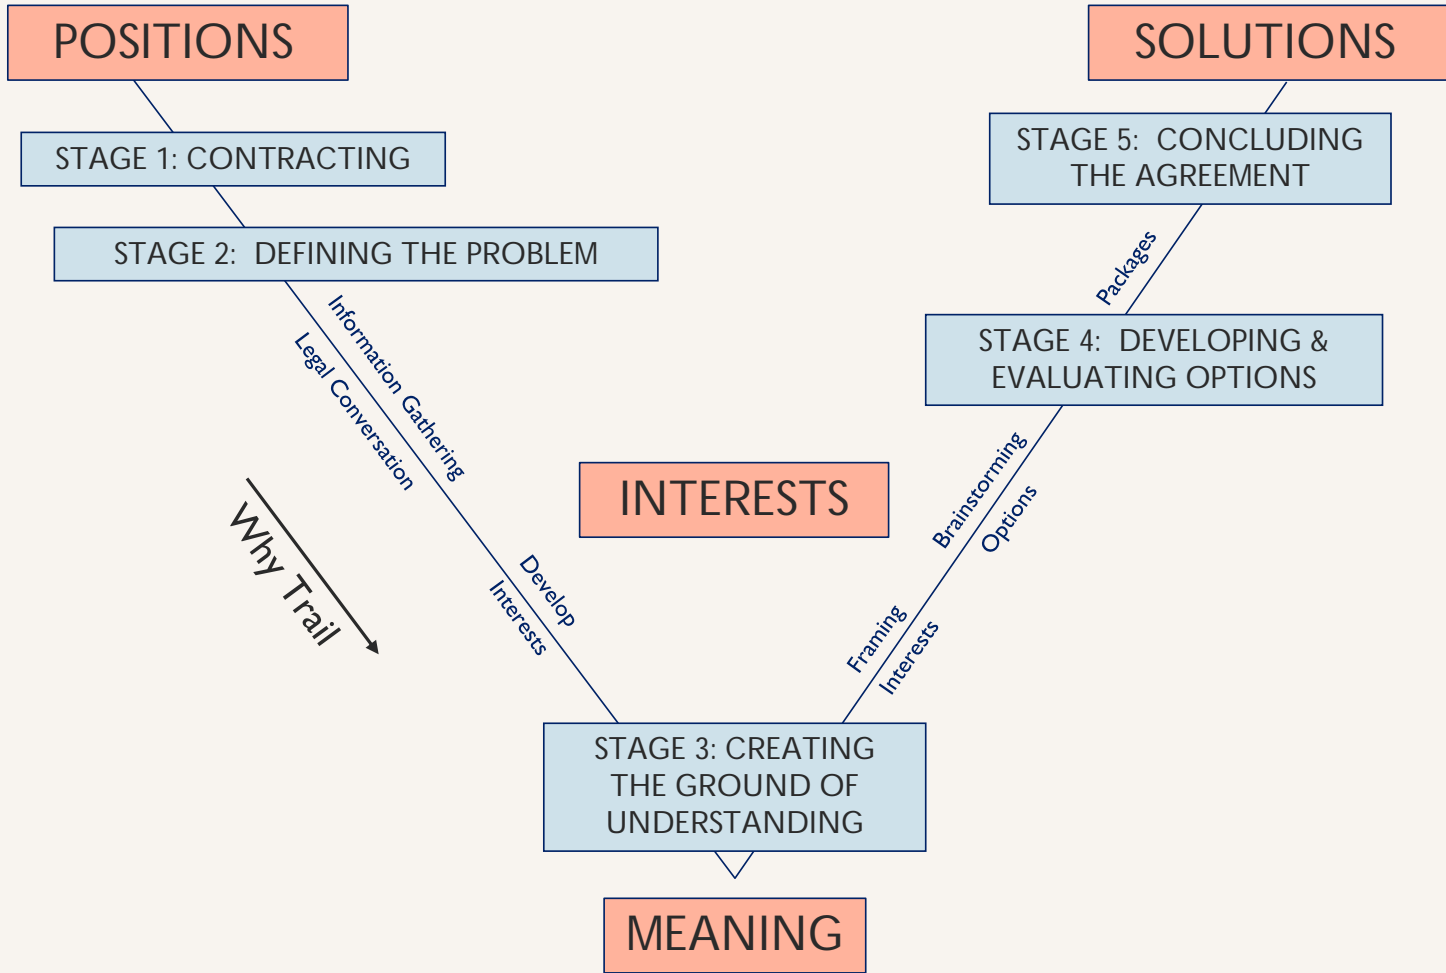 POSITIONS
SOLUTIONS
STAGE 1: CONTRACTING
STAGE 5: CONCLUDING
THE AGREEMENT
STAGE 2: DEFINING THE PROBLEM
Information Gathering
Legal Conversation
Packages
STAGE 4: DEVELOPING &
EVALUATING OPTIONS
INTERESTS
Why Trail
Develop
Interests
Brainstorming
Options
Framing
Interests
STAGE 3: CREATING
THE GROUND OF
UNDERSTANDING
MEANING